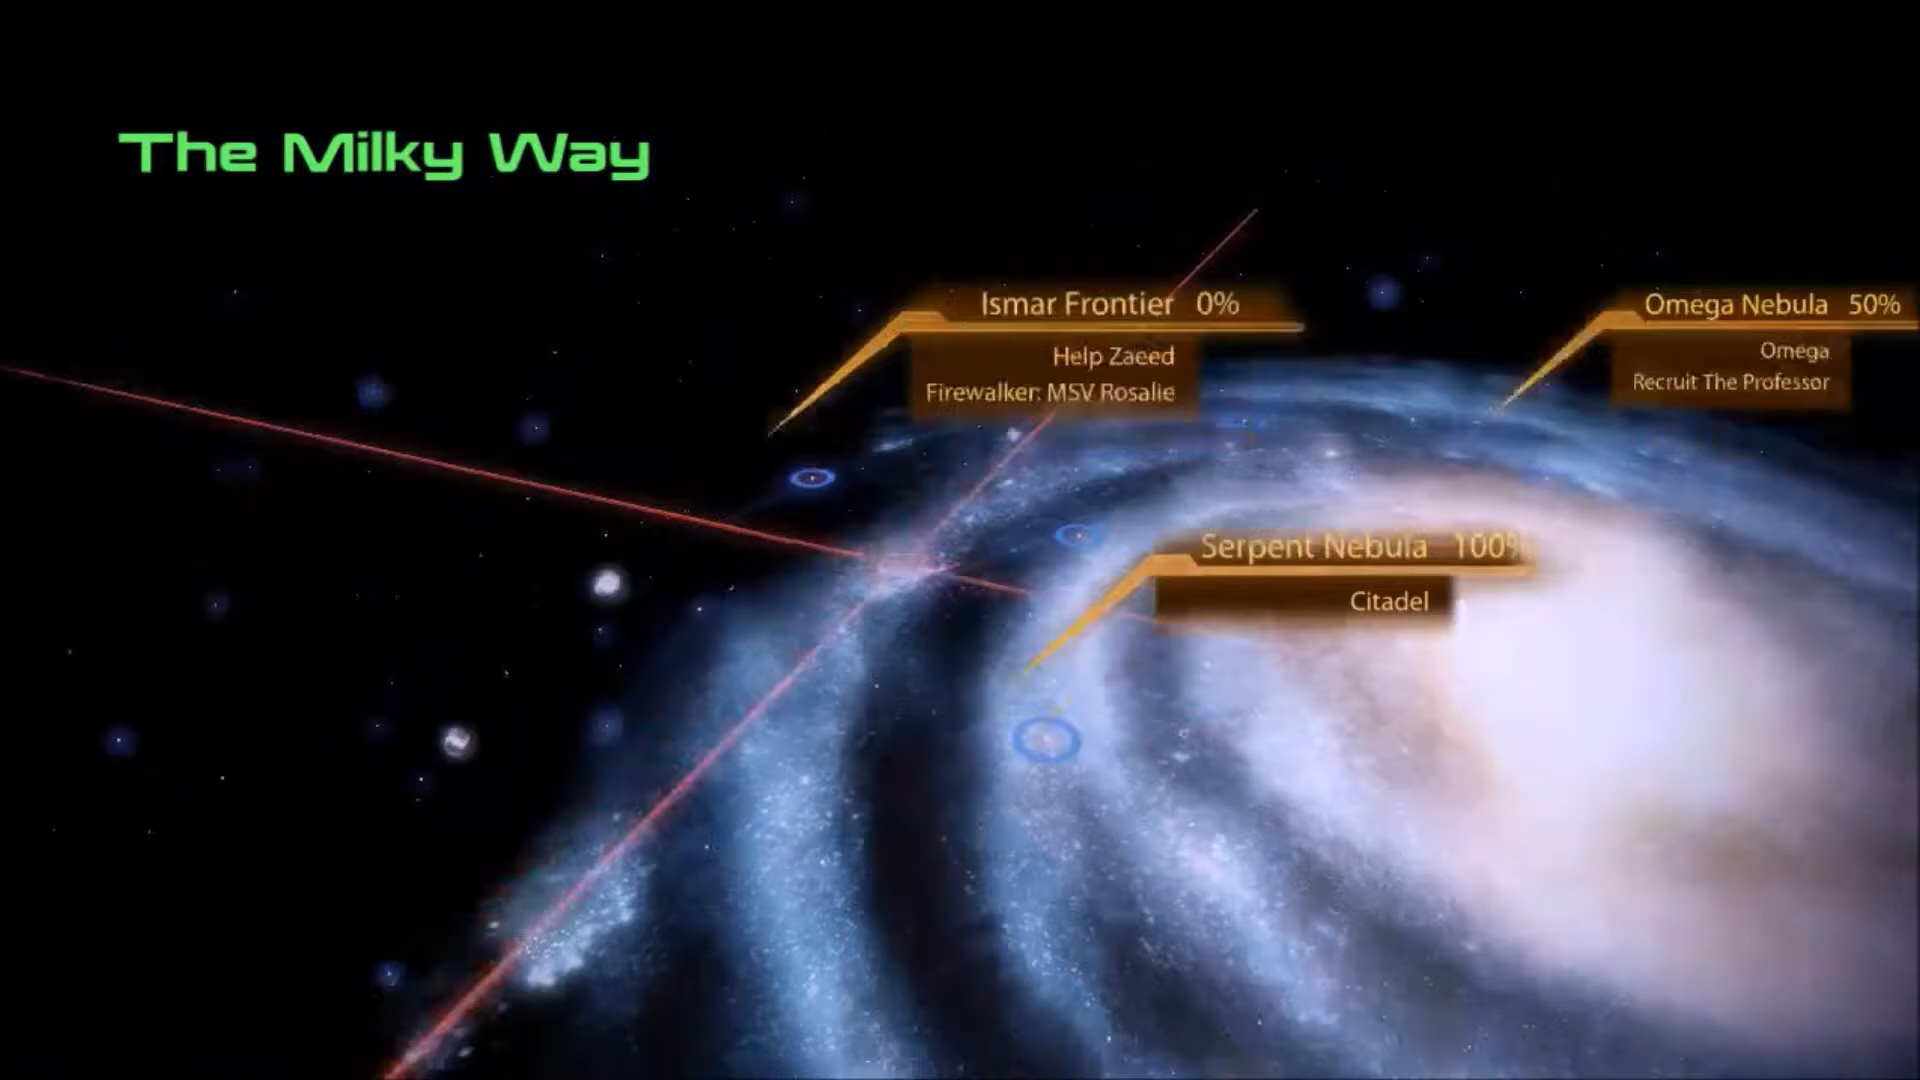 The Milky Way
Ismar Frontier 0%
Help Zaeed
Firewalker: MSV Rosalie
Omega Nebula 50%
Omega
Recruit The Professor
Serpent Nebula 100%
Citadel